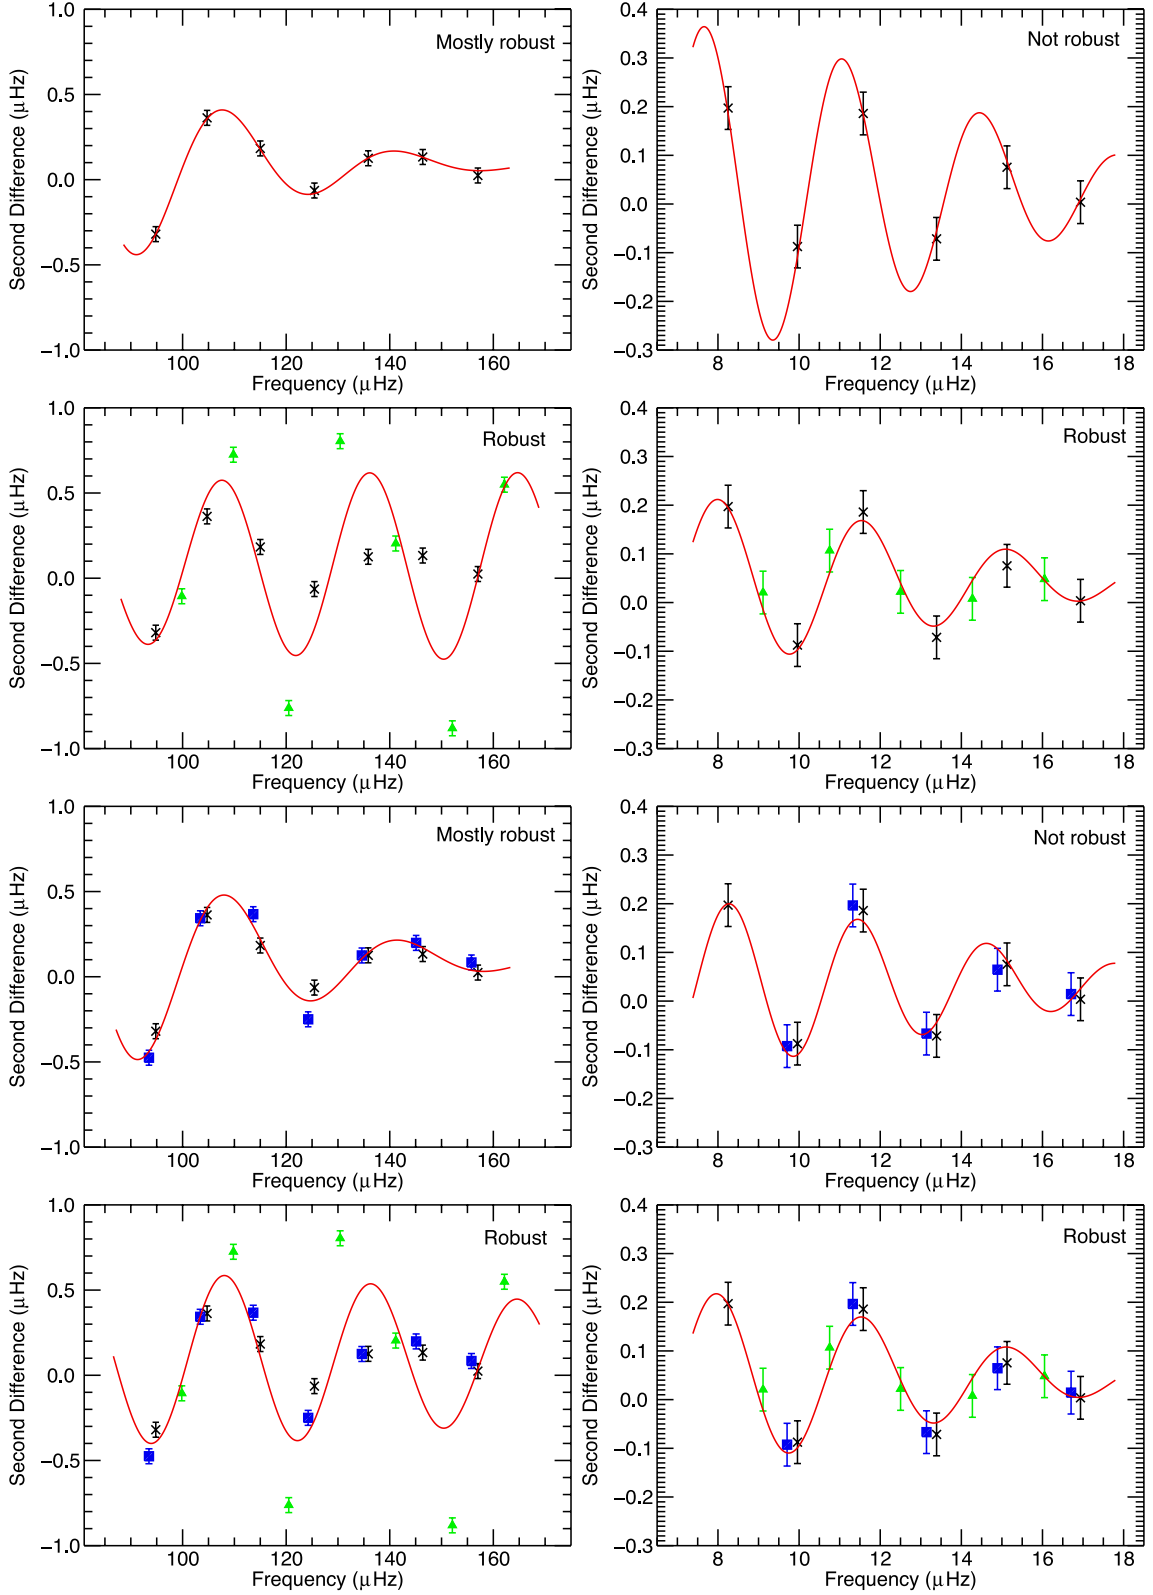 Mostly robust
Second Difference (μHz)
1.0
0.5
0.0
−0.5
−1.0
100 120 140 160
Frequency (μHz)
Not robust
Second Difference (μHz)
0.4
0.3
0.2
0.1
0.0
−0.1
−0.2
−0.3
8 10 12 14 16 18
Frequency (μHz)
Robust
Second Difference (μHz)
1.0
0.5
0.0
−0.5
−1.0
100 120 140 160
Frequency (μHz)
Robust
Second Difference (μHz)
0.4
0.3
0.2
0.1
0.0
−0.1
−0.2
−0.3
8 10 12 14 16 18
Frequency (μHz)
Mostly robust
Second Difference (μHz)
1.0
0.5
0.0
−0.5
−1.0
100 120 140 160
Frequency (μHz)
Not robust
Second Difference (μHz)
0.4
0.3
0.2
0.1
0.0
−0.1
−0.2
−0.3
8 10 12 14 16 18
Frequency (μHz)
Robust
Second Difference (μHz)
1.0
0.5
0.0
−0.5
−1.0
100 120 140 160
Frequency (μHz)
Robust
Second Difference (μHz)
0.4
0.3
0.2
0.1
0.0
−0.1
−0.2
−0.3
8 10 12 14 16 18
Frequency (μHz)